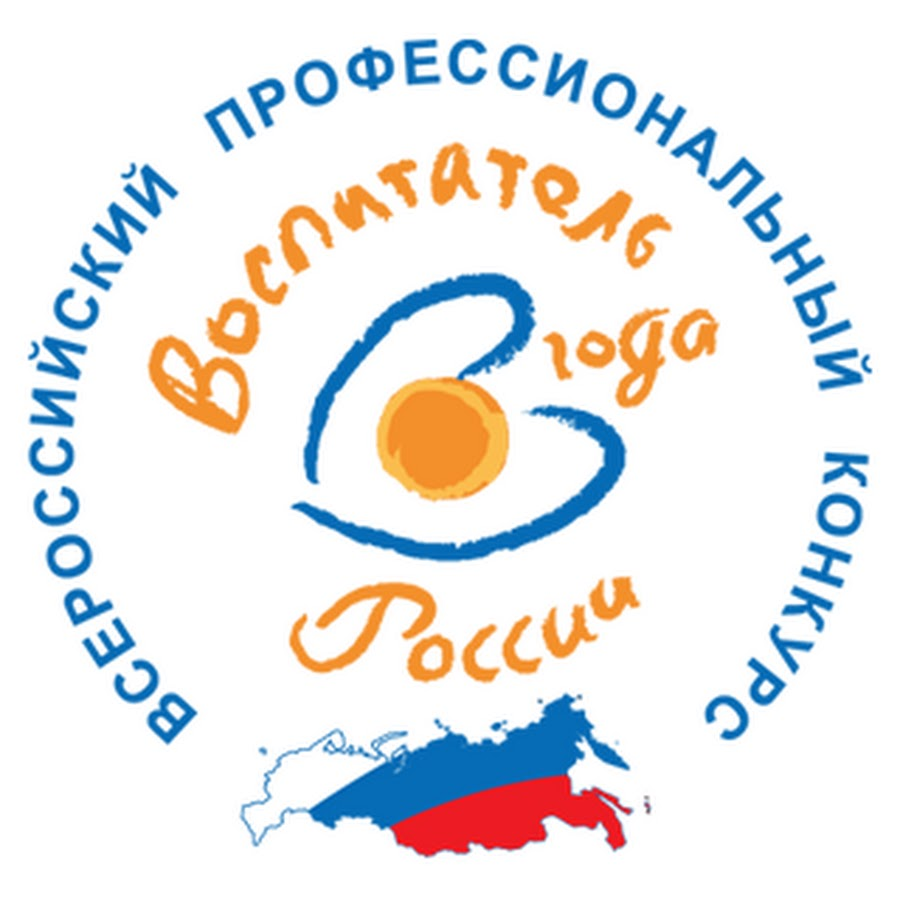 ВСЕРОССИЙСКИЙ ПРОФЕССИОНАЛЬНЫЙ КОНКУРС
Воспитатель
года
России